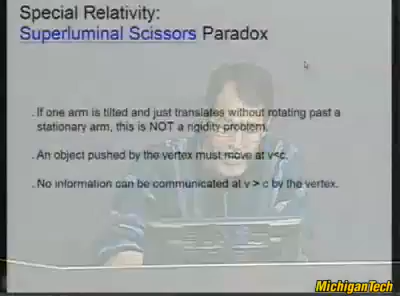 Special Relativity:
Superluminal Scissors Paradox
. If one arm is tilted and just translates without rotating past a
stationary arm, this is NOT a rigidity problem.
. An object pushed by the vertex must move at v<c.
. No information can be communicated at v > c by the vertex.
MichiganTech